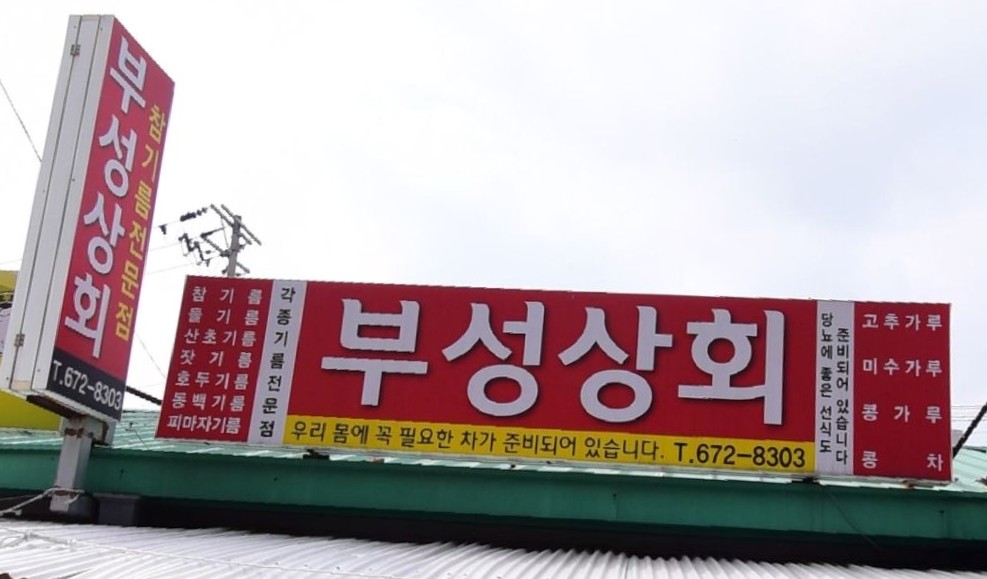 부성상회
참기름전문점
T.672-8303
참기름
들기름
산초기름
잣기름
호두기름
동백기름
피마자기름
각종기름전문점
부성상회
우리 몸에 꼭 필요한 차가 준비되어 있습니다. T.672-8303
당뇨에 좋은 선식도
준비되어 있습니다
고추가루
미수가루
콩가루
콩차